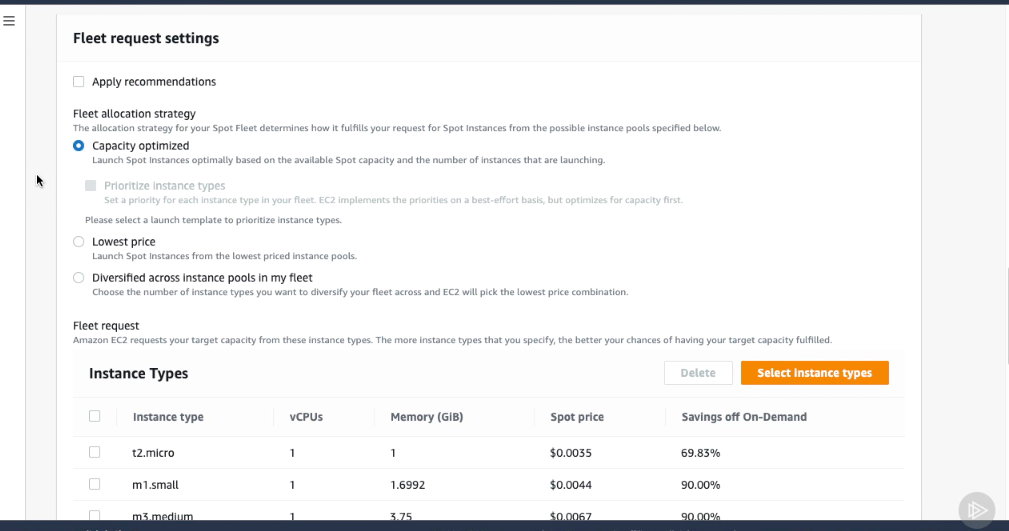 Fleet request settings
Apply recommendations
Fleet allocation strategy
The allocation strategy for your Spot Fleet determines how it fulfills your request for Spot Instances from the possible instance pools specified below.
Capacity optimized
Launch Spot Instances optimally based on the available Spot capacity and the number of instances that are launching.
Prioritize instance types
Set a priority for each instance type in your fleet. EC2 implements the priorities on a best-effort basis, but optimizes for capacity first.
Please select a launch template to prioritize instance types.
Lowest price
Launch Spot Instances from the lowest priced instance pools.
Diversified across instance pools in my fleet
Choose the number of instance types you want to diversify your fleet across and EC2 will pick the lowest price combination.
Fleet request
Amazon EC2 requests your target capacity from these instance types. The more instance types that you specify, the better your chances of having your target capacity fulfilled.
Instance Types Delete Select instance types
Instance type vCPUs Memory (GiB) Spot price Savings off On-Demand
t2.micro 1 1 $0.0035 69.83%
m1.small 1 1.6992 $0.0044 90.00%
m3.medium 1 3.75 $0.0067 90.00%